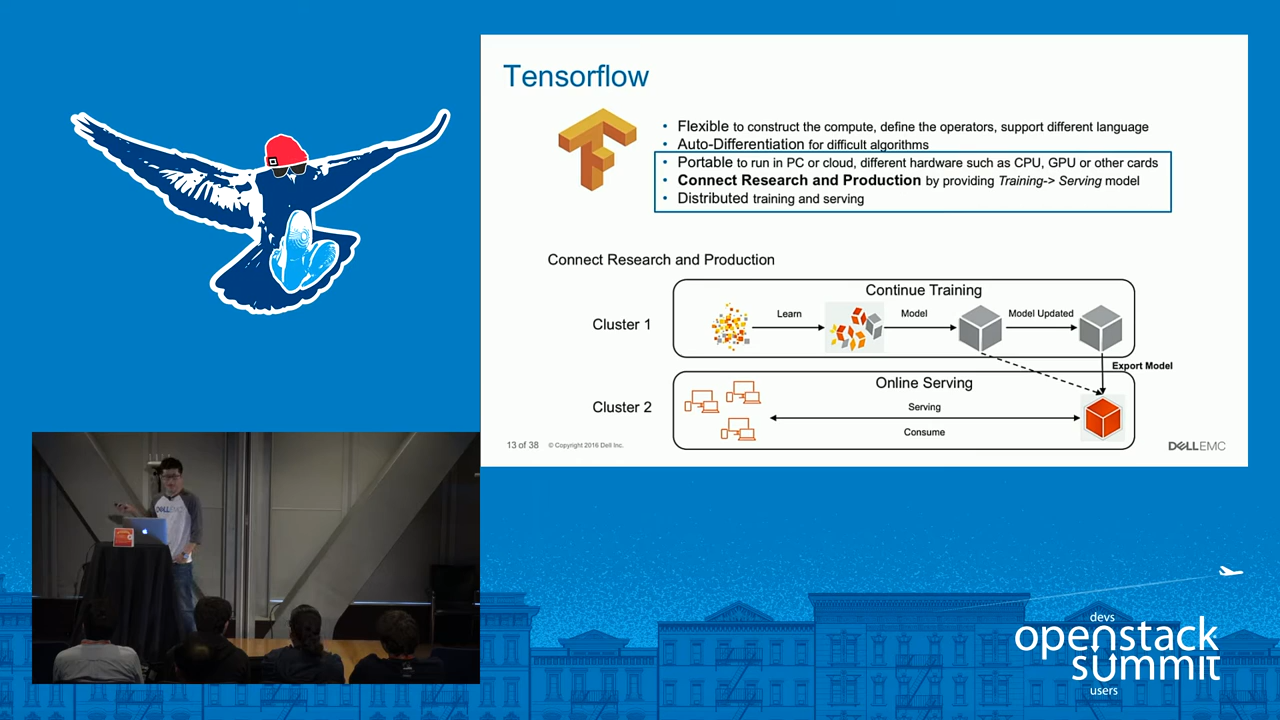 Tensorflow
• Flexible to construct the compute, define the operators, support different language
• Auto-Differentiation for difficult algorithms
• Portable to run in PC or cloud, different hardware such as CPU, GPU or other cards
• Connect Research and Production by providing Training-> Serving model
• Distributed training and serving
Connect Research and Production
Continue Training
Cluster 1
Learn
Model
Model Updated
Export Model
Online Serving
Cluster 2
Serving
Consume
13 of 38
© Copyright 2016 Dell Inc.
DELLEMC
DELLEMC
devs
openstack
summit
users